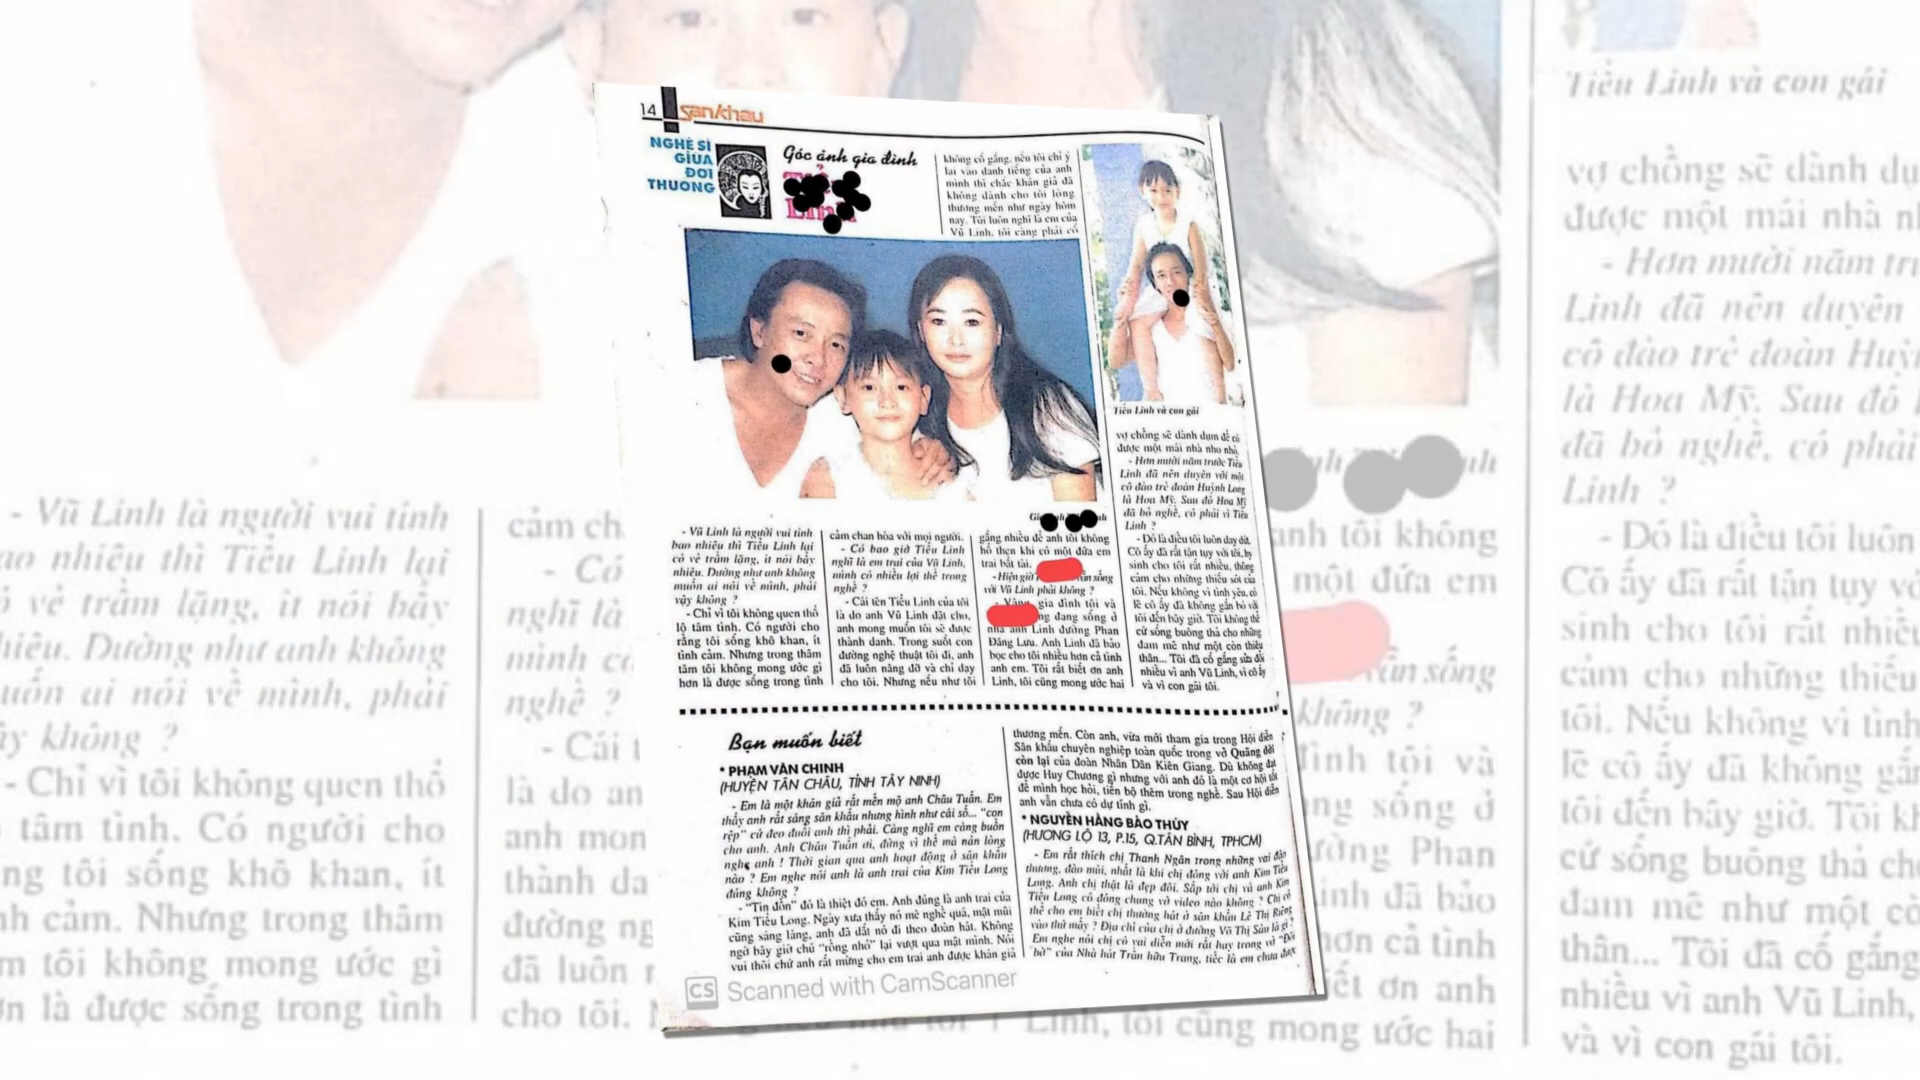 14 Sân khấu
NGHỆ SĨ
GIỮA
ĐỜI
THƯỜNG
Góc ảnh gia đình
không cố gắng, nếu tôi chỉ ỷ
lại vào danh tiếng của anh
mình thì chắc khán giả đã
không dành cho tôi lòng
thương mến như ngày hôm
nay. Tôi luôn nghĩ là em của
Vũ Linh, tôi càng phải cố
Tiểu Linh và con gái
- Vũ Linh là người vui tính
bao nhiêu thì Tiểu Linh lại
có vẻ trầm lặng, ít nói bấy
nhiêu. Dường như anh không
muốn ai nói về mình, phải
vậy không ?
- Chỉ vì tôi không quen thổ
lộ tâm tình. Có người cho
rằng tôi sống khô khan, ít
tình cảm. Nhưng trong thâm
tâm tôi không mong ước gì
hơn là được sống trong tình
cảm chan hòa với mọi người.
- Có bao giờ Tiểu Linh
nghĩ là em trai của Vũ Linh,
mình có nhiều lợi thế trong
nghề ?
- Cái tên Tiểu Linh của tôi
là do anh Vũ Linh đặt cho,
anh mong muốn tôi sẽ được
thành danh. Trong suốt con
đường nghệ thuật tôi đi, anh
đã luôn nâng đỡ và chỉ dạy
cho tôi. Nhưng nếu như tôi
gắng nhiều để anh tôi không
hổ thẹn khi có một đứa em
trai bất tài.
- Hiện giờ vẫn sống
với Vũ Linh phải không ?
- Vâng gia đình tôi và
đang sống ở
nhà anh Linh đường Phan
Đăng Lưu. Anh Linh đã bảo
học cho tôi nhiều hơn cả tình
anh em. Tôi rất biết ơn anh
Linh, tôi cũng mong ước hai
vợ chồng sẽ dành dụm để có
được một mái nhà nho nhỏ.
- Hơn mười năm trước Tiểu
Linh đã nên duyên với một
cô đào trẻ đoàn Huỳnh Long
là Hoa Mỹ. Sau đó Hoa Mỹ
đã bỏ nghề, có phải vì Tiểu
Linh ?
- Đó là điều tôi luôn day dứt.
Cô ấy đã rất tận tụy với tôi, hy
sinh cho tôi rất nhiều, thông
cảm cho những thiếu sót của
tôi. Nếu không vì tình yêu, có
lẽ cô ấy đã không gắn bó với
tôi đến bây giờ. Tôi không thể
cứ sống buông thả cho những
đam mê như một con thiêu
thân... Tôi đã cố gắng sửa đổi
nhiều vì anh Vũ Linh, vì cô ấy
và vì con gái tôi.
Bạn muốn biết
* PHẠM VĂN CHINH
(HUYỆN TÂN CHÂU, TỈNH TÂY NINH)
- Em là một khán giả rất mến mộ anh Châu Tuấn. Em
thấy anh rất sáng sân khấu nhưng hình như cái số... "con
rệp" cứ đeo đuổi anh thì phải. Càng nghĩ em càng buồn
cho anh. Anh Châu Tuấn ơi, đừng vì thế mà nản lòng
nghe anh ! Thời gian qua anh hoạt động ở sân khấu
nào ? Em nghe nói anh là anh trai của Kim Tiểu Long
đúng không ?
- "Tin đồn" đó là thiệt đó em. Anh đúng là anh trai của
Kim Tiểu Long. Ngày xưa thấy nó mê nghề quá, mặt mũi
cũng sáng láng, anh đã dắt nó đi theo đoàn hát. Không
ngờ bây giờ chú "rồng nhỏ" lại vượt qua mặt mình. Nói
vui thôi chứ anh rất mừng cho em trai anh được khán giả
thương mến. Còn anh, vừa mới tham gia trong Hội diễn
Sân khấu chuyên nghiệp toàn quốc trong vở Quãng đời
còn lại của đoàn Nhân Dân Kiên Giang. Dù không đạt
được Huy Chương gì nhưng với anh đó là một cơ hội tốt
để mình học hỏi, tiến bộ thêm trong nghề. Sau Hội diễn
anh vẫn chưa có dự tính gì.
* NGUYỄN HẰNG BẢO THÚY
(HƯƠNG LỘ 13, P.15, Q.TÂN BÌNH, TPHCM)
- Em rất thích chị Thanh Ngân trong những vai đào
thương, đào mùi, nhất là khi chị đóng với anh Kim Tiểu
Long. Anh chị thật là đẹp đôi. Sắp tới chị và anh Kim
Tiểu Long có đóng chung vở video nào không ? Chị có
thể cho em biết chị thường hát ở sân khấu Lê Thị Riêng
vào thứ mấy ? Địa chỉ của chị ở đường Võ Thị Sáu là gì ?
Em nghe nói chị có vai diễn mới rất hay trong vở "Đôi
bờ" của Nhà hát Trần hữu Trang, tiếc là em chưa được
CS Scanned with CamScanner